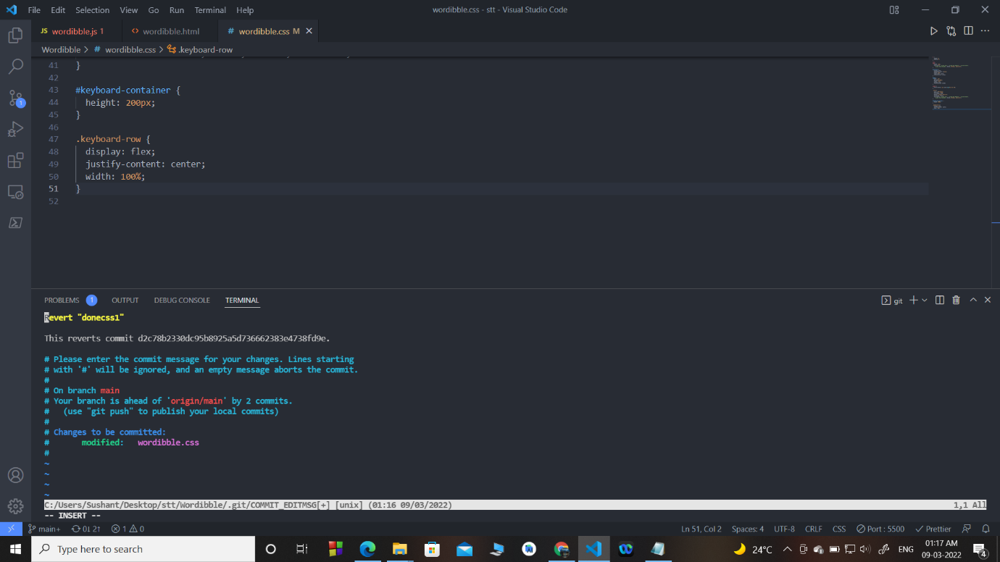 File Edit Selection View Go Run Terminal Help
wordibble.css - stt - Visual Studio Code
JS wordibble.js 1
<> wordibble.html
# wordibble.css M
Wordibble > # wordibble.css > .keyboard-row
41 }
42
43 #keyboard-container {
44 height: 200px;
45 }
46
47 .keyboard-row {
48 display: flex;
49 justify-content: center;
50 width: 100%;
51 }
52
1
PROBLEMS 1 OUTPUT DEBUG CONSOLE TERMINAL
git
Revert "donecss1"
This reverts commit d2c78b2330dc95b8925a5d736662383e4738fd9e.
# Please enter the commit message for your changes. Lines starting
# with '#' will be ignored, and an empty message aborts the commit.
#
# On branch main
# Your branch is ahead of 'origin/main' by 2 commits.
# (use "git push" to publish your local commits)
#
# Changes to be committed:
# modified: wordibble.css
#
~
~
~
~
C:/Users/Sushant/Desktop/stt/Wordibble/.git/COMMIT_EDITMSG[+] [unix] (01:16 09/03/2022) 1,1 All
-- INSERT --
main+ 0↓ 2↑ 1 0 Ln 51, Col 2 Spaces: 4 UTF-8 CRLF CSS Port : 5500 Prettier
Type here to search
24°C
ENG
01:17 AM
09-03-2022
4